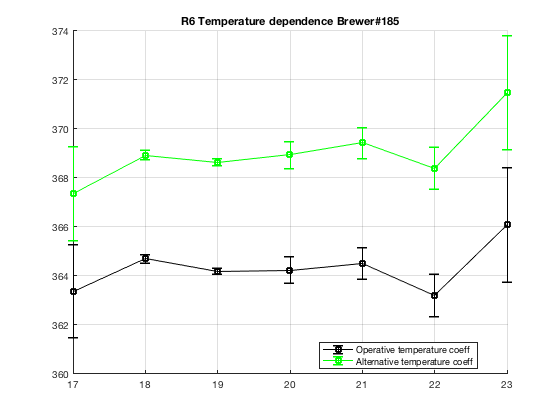 R6 Temperature dependence Brewer#185
374
372
370
368
366
364
362
360
17 18 19 20 21 22 23
Operative temperature coeff
Alternative temperature coeff